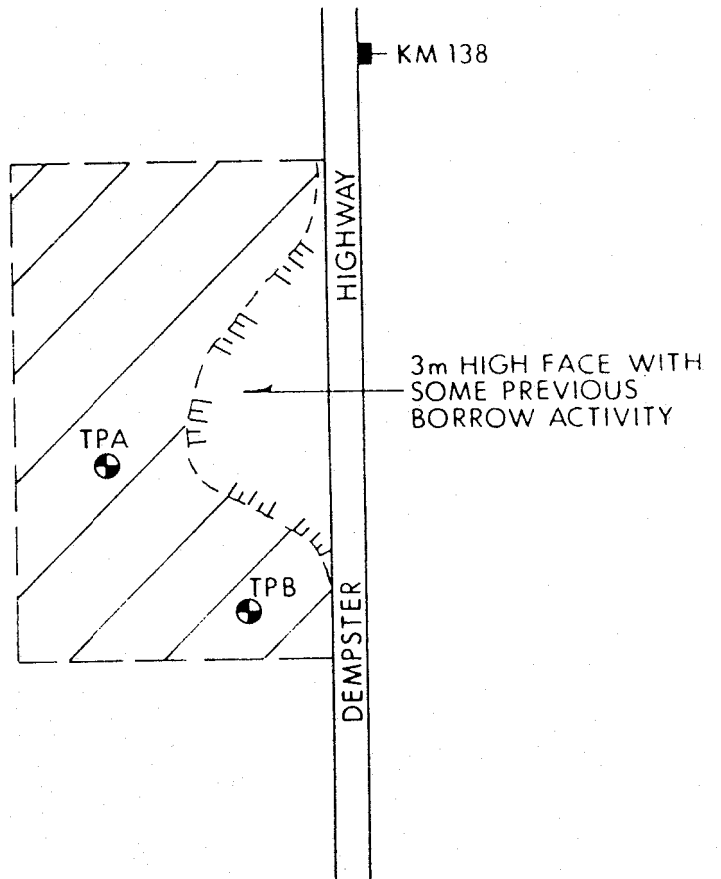 KM 138
HIGHWAY
3m HIGH FACE WITH
SOME PREVIOUS
BORROW ACTIVITY
TPA
TPB
DEMPSTER